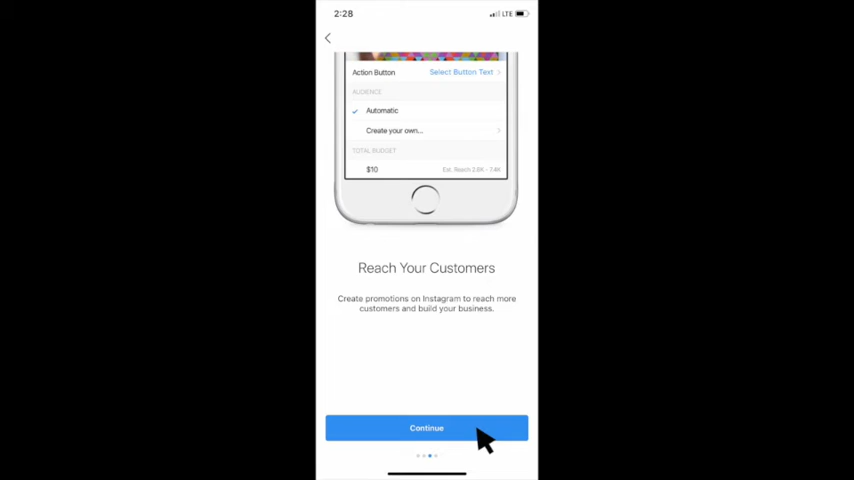 2:28
LTE
Action Button Select Button Text >
AUDIENCE
Automatic
Create your own... >
TOTAL BUDGET
$10 Est. Reach 2.8K - 7.4K
Reach Your Customers
Create promotions on Instagram to reach more
customers and build your business.
Continue